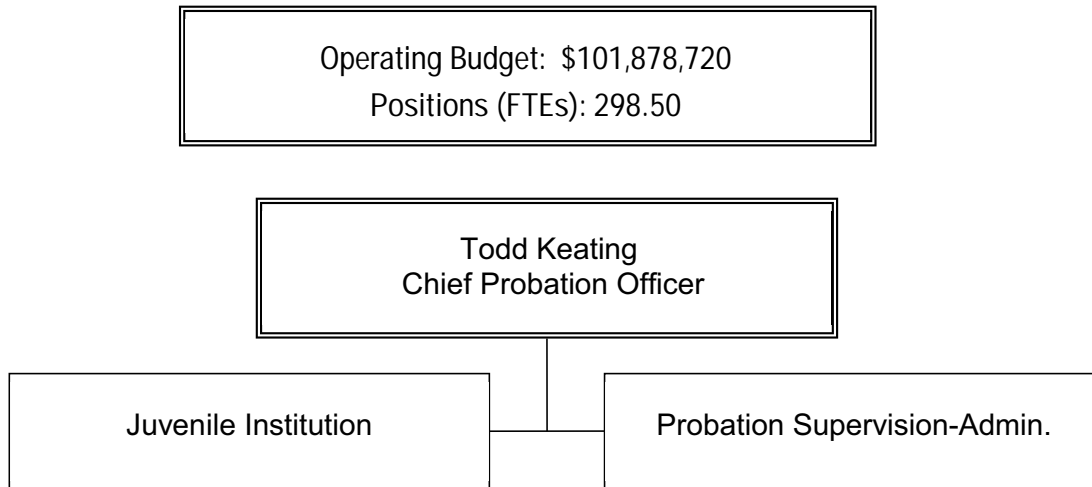 Operating Budget: $101,878,720
Positions (FTEs): 298.50
Todd Keating
Chief Probation Officer
Juvenile Institution
Probation Supervision-Admin.